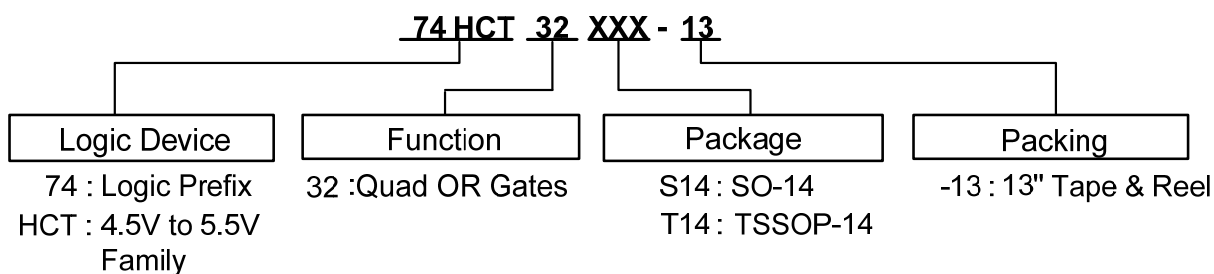 74 HCT 32 XXX - 13
Logic Device
74 : Logic Prefix
HCT : 4.5V to 5.5V
Family
Function
32 :Quad OR Gates
Package
S14 : SO-14
T14 : TSSOP-14
Packing
-13 : 13" Tape & Reel